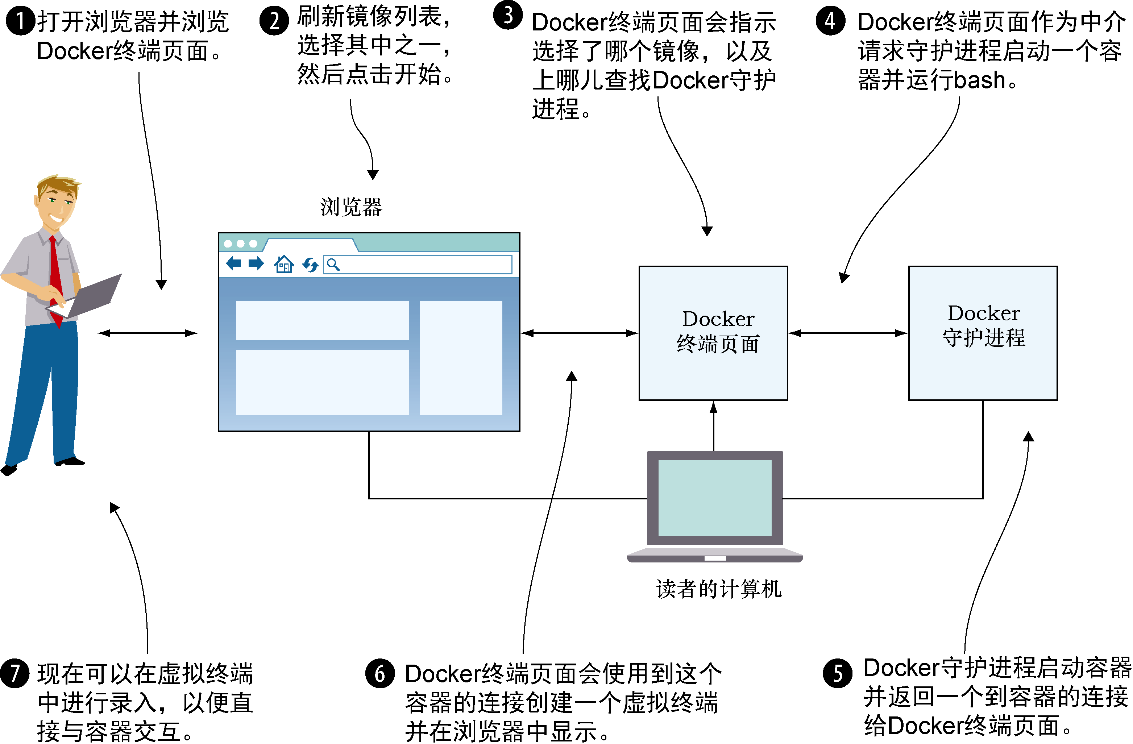 1 打开浏览器并浏览
Docker终端页面。
2 刷新镜像列表，
选择其中之一，
然后点击开始。
3 Docker终端页面会指示
选择了哪个镜像，以及
上哪儿查找Docker守护
进程。
4 Docker终端页面作为中介
请求守护进程启动一个容
器并运行bash。
浏览器
Docker
终端页面
Docker
守护进程
读者的计算机
7 现在可以在虚拟终端
中进行录入，以便直
接与容器交互。
6 Docker终端页面会使用到这个
容器的连接创建一个虚拟终端
并在浏览器中显示。
5 Docker守护进程启动容器
并返回一个到容器的连接
给Docker终端页面。